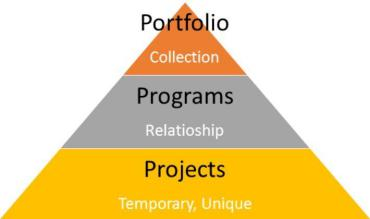 Portfolio
Collection
Programs
Relatioship
Projects
Temporary, Unique